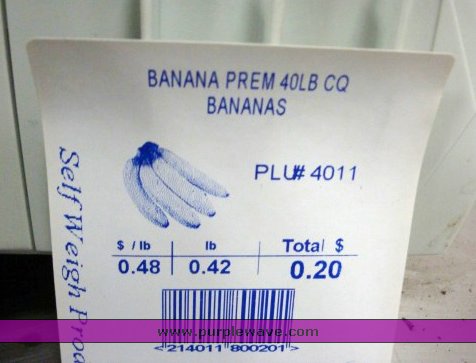 BANANA PREM 40LB CQ
BANANAS
Self Weigh
PLU# 4011
$ / lb lb Total $
0.48 0.42 0.20
www.purplewave.com
<214011 800201>